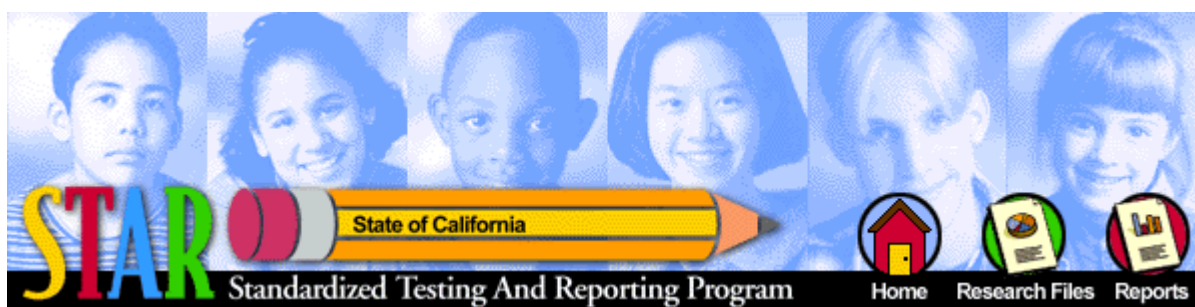 STAR
State of California
Standardized Testing And Reporting Program
Home
Research Files
Reports